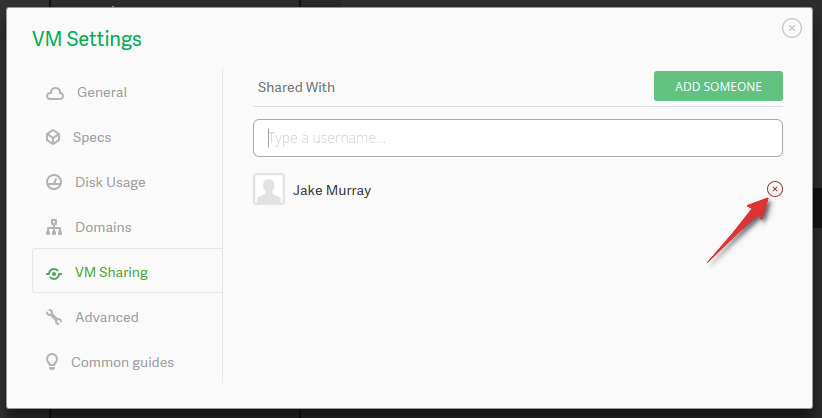 VM Settings
General
Specs
Disk Usage
Domains
VM Sharing
Advanced
Common guides
Shared With
ADD SOMEONE
Type a username...
Jake Murray